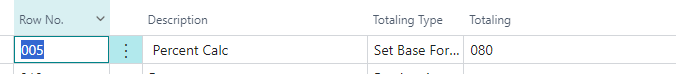 Row No. Description Totaling Type Totaling
005 Percent Calc Set Base For... 080